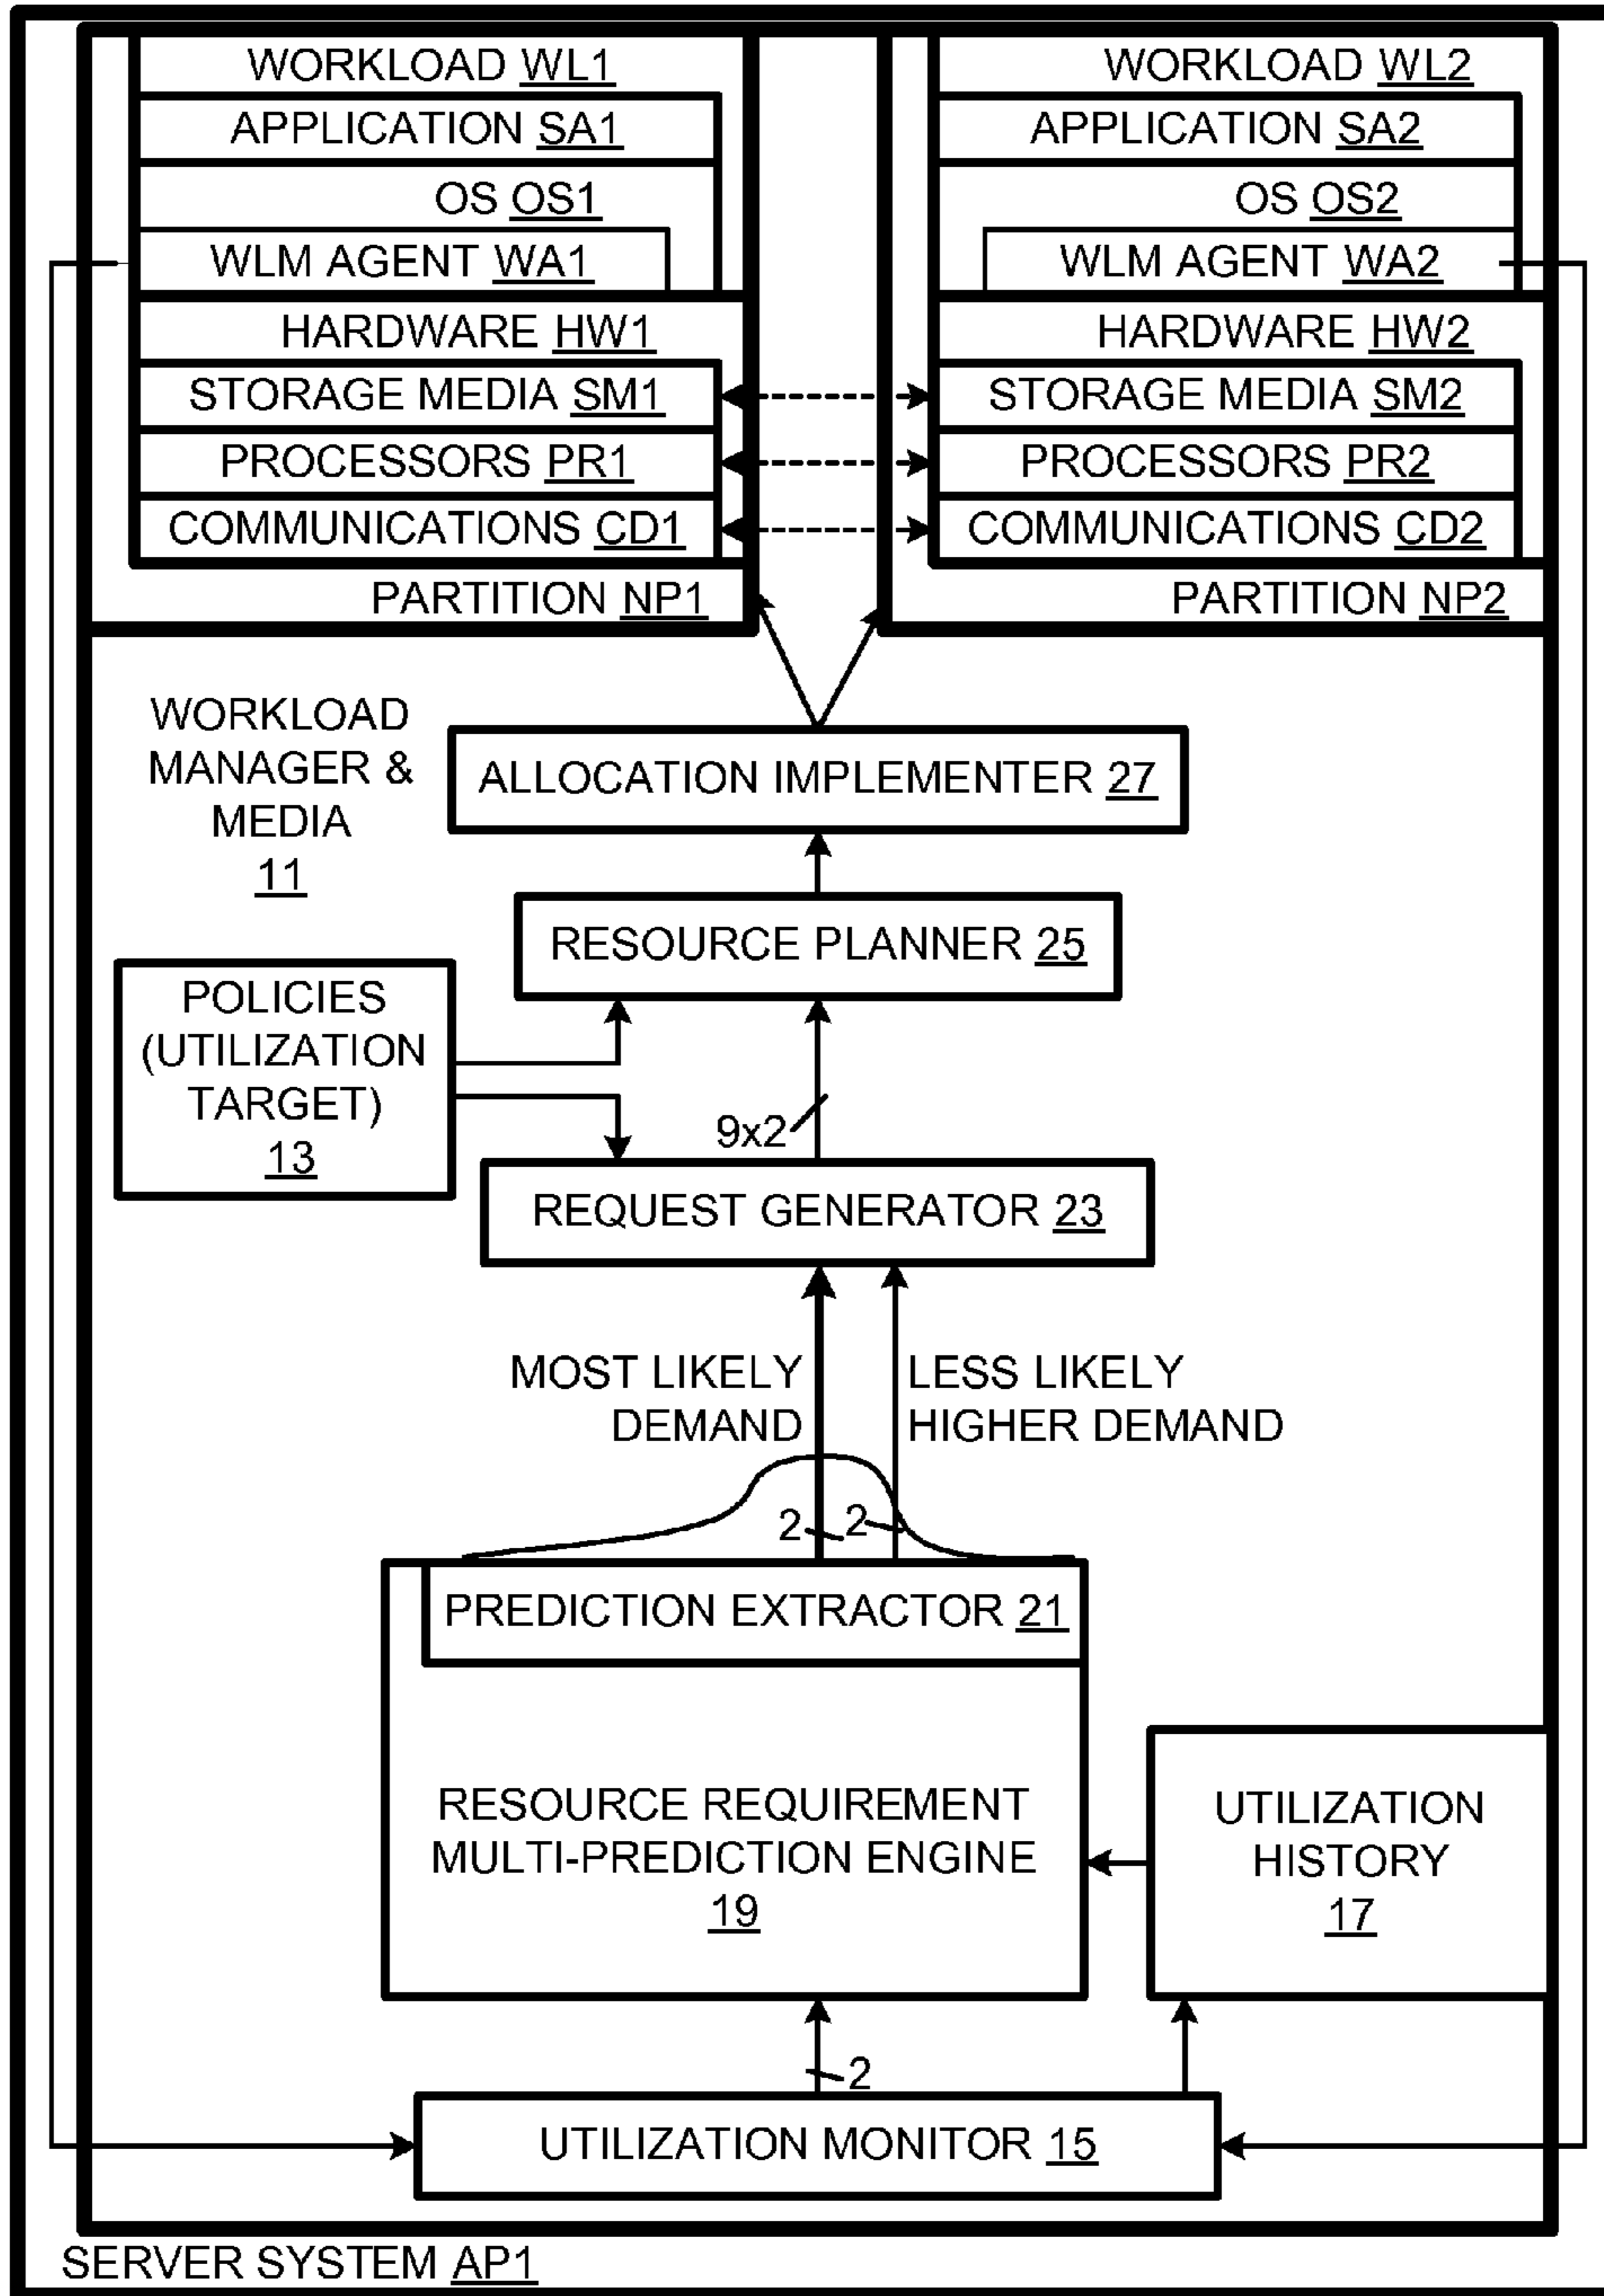 WORKLOAD WL1
APPLICATION SA1
OS OS1
WLM AGENT WA1
HARDWARE HW1
STORAGE MEDIA SM1
PROCESSORS PR1
COMMUNICATIONS CD1
PARTITION NP1
WORKLOAD WL2
APPLICATION SA2
OS OS2
WLM AGENT WA2
HARDWARE HW2
STORAGE MEDIA SM2
PROCESSORS PR2
COMMUNICATIONS CD2
PARTITION NP2
WORKLOAD
MANAGER &
MEDIA
11
ALLOCATION IMPLEMENTER 27
RESOURCE PLANNER 25
POLICIES
(UTILIZATION
TARGET)
13
9x2
REQUEST GENERATOR 23
MOST LIKELY
DEMAND
LESS LIKELY
HIGHER DEMAND
2
2
PREDICTION EXTRACTOR 21
RESOURCE REQUIREMENT
MULTI-PREDICTION ENGINE
19
UTILIZATION
HISTORY
17
2
UTILIZATION MONITOR 15
SERVER SYSTEM AP1